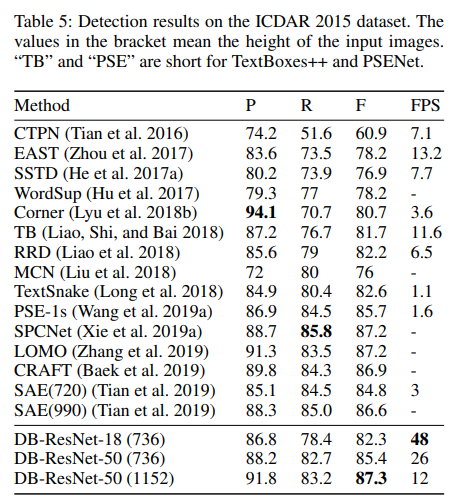 Table 5: Detection results on the ICDAR 2015 dataset. The
values in the bracket mean the height of the input images.
“TB” and “PSE” are short for TextBoxes++ and PSENet.
Method P R F FPS
CTPN (Tian et al. 2016) 74.2 51.6 60.9 7.1
EAST (Zhou et al. 2017) 83.6 73.5 78.2 13.2
SSTD (He et al. 2017a) 80.2 73.9 76.9 7.7
WordSup (Hu et al. 2017) 79.3 77 78.2 -
Corner (Lyu et al. 2018b) 94.1 70.7 80.7 3.6
TB (Liao, Shi, and Bai 2018) 87.2 76.7 81.7 11.6
RRD (Liao et al. 2018) 85.6 79 82.2 6.5
MCN (Liu et al. 2018) 72 80 76 -
TextSnake (Long et al. 2018) 84.9 80.4 82.6 1.1
PSE-1s (Wang et al. 2019a) 86.9 84.5 85.7 1.6
SPCNet (Xie et al. 2019a) 88.7 85.8 87.2 -
LOMO (Zhang et al. 2019) 91.3 83.5 87.2 -
CRAFT (Baek et al. 2019) 89.8 84.3 86.9 -
SAE(720) (Tian et al. 2019) 85.1 84.5 84.8 3
SAE(990) (Tian et al. 2019) 88.3 85.0 86.6 -
DB-ResNet-18 (736) 86.8 78.4 82.3 48
DB-ResNet-50 (736) 88.2 82.7 85.4 26
DB-ResNet-50 (1152) 91.8 83.2 87.3 12